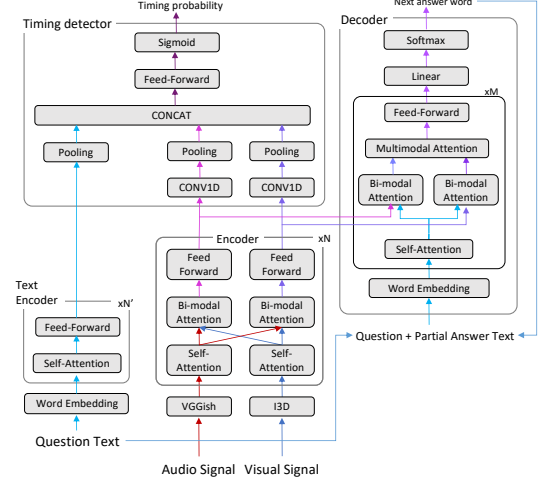 Timing probability
Next answer word
Timing detector
Decoder
Sigmoid
Softmax
Feed-Forward
Linear
xM
CONCAT
Feed-Forward
Pooling
Pooling
Pooling
Multimodal Attention
CONV1D
CONV1D
Bi-modal
Attention
Bi-modal
Attention
Encoder
xN
Self-Attention
Feed
Forward
Feed
Forward
Word Embedding
Text
Encoder
xN’
Bi-modal
Attention
Bi-modal
Attention
Feed-Forward
Question + Partial Answer Text
Self-Attention
Self-
Attention
Self-
Attention
Word Embedding
VGGish
I3D
Question Text
Audio Signal
Visual Signal